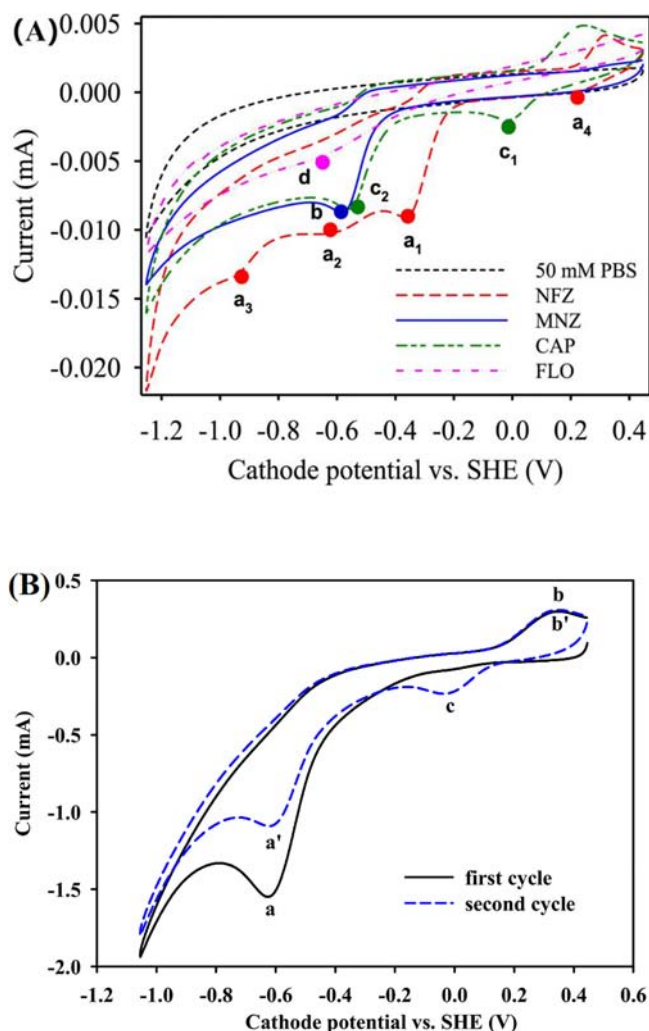 (A)
0.005
0.000
-0.005
-0.010
-0.015
-0.020
Current (mA)
a4
c1
d
c2
b
a1
a2
a3
50 mM PBS
NFZ
MNZ
CAP
FLO
-1.2 -1.0 -0.8 -0.6 -0.4 -0.2 0.0 0.2 0.4
Cathode potential vs. SHE (V)
(B)
0.5
0.0
-0.5
-1.0
-1.5
-2.0
Current (mA)
b
b'
c
a'
a
first cycle
second cycle
-1.2 -1.0 -0.8 -0.6 -0.4 -0.2 0.0 0.2 0.4 0.6
Cathode potential vs. SHE (V)